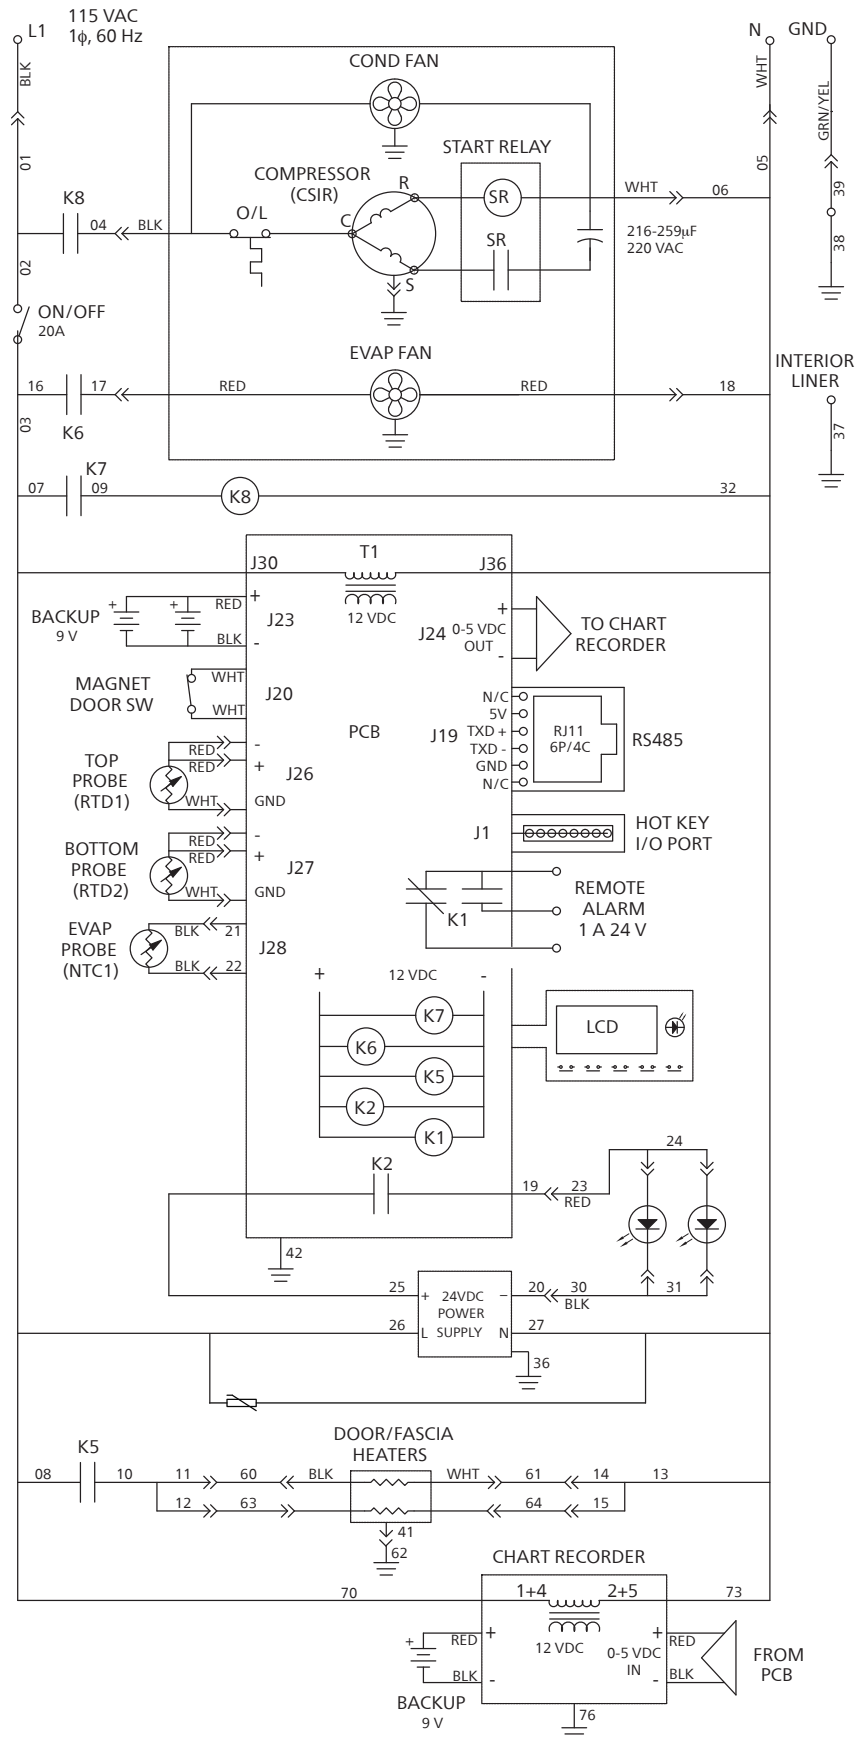 L1
115 VAC
1ϕ, 60 Hz
N
GND
BLK
WHT
GRN/YEL
COND FAN
START RELAY
COMPRESSOR
(CSIR)
R
SR
WHT
06
01
05
39
K8
04
BLK
O/L
C
SR
216-259µF
220 VAC
38
02
S
ON/OFF
20A
EVAP FAN
INTERIOR
LINER
16
17
RED
RED
18
K6
03
37
K7
07
09
K8
32
T1
J30
J36
12 VDC
BACKUP
9 V
+
+
RED
+
BLK
-
J23
J24
+
0-5 VDC
OUT
-
TO CHART
RECORDER
MAGNET
DOOR SW
WHT
WHT
J20
PCB
J19
N/C
5V
TXD +
TXD -
GND
N/C
RJ11
6P/4C
RS485
TOP
PROBE
(RTD1)
RED
RED
WHT
-
+
GND
J26
J1
HOT KEY
I/O PORT
BOTTOM
PROBE
(RTD2)
RED
RED
WHT
-
+
GND
J27
K1
REMOTE
ALARM
1 A 24 V
EVAP
PROBE
(NTC1)
BLK
21
BLK
22
J28
+
12 VDC
-
K7
K6
K5
K2
K1
LCD
K2
19
23
RED
24
42
25
+
24VDC
POWER
SUPPLY
−
20
30
BLK
31
26
L
N
27
36
DOOR/FASCIA
HEATERS
K5
08
10
11
60
BLK
WHT
61
14
13
12
63
64
15
41
62
CHART RECORDER
70
1+4
2+5
73
12 VDC
+
RED
+
BLK
-
BACKUP
9 V
+
0-5 VDC
IN
-
RED
BLK
FROM
PCB
76